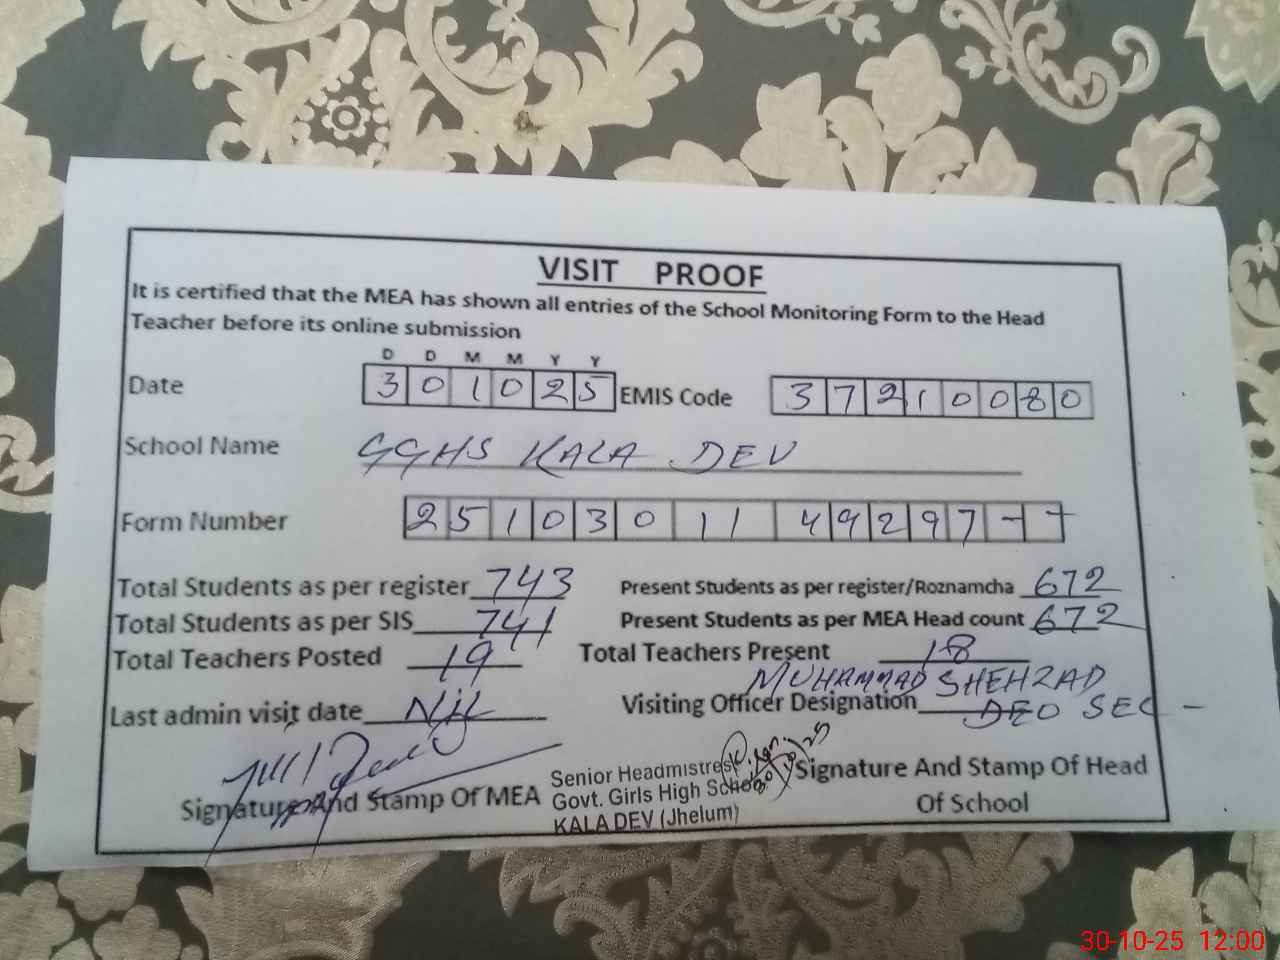 VISIT PROOF
It is certified that the MEA has shown all entries of the School Monitoring Form to the Head
Teacher before its online submission
D D M M Y Y
Date 3 0 1 0 2 5 EMIS Code 3 7 2 1 0 0 8 0
School Name GGHS KALA DEV
Form Number 2 5 1 0 3 0 11 4 9 2 9 7 - +
Total Students as per register 743 Present Students as per register/Roznamcha 672
Total Students as per SIS 741 Present Students as per MEA Head count 672
Total Teachers Posted 19 Total Teachers Present 18
MUHAMMAD SHEHZAD
Last admin visit date Nil Visiting Officer Designation DEO SEC -
Signature And Stamp Of MEA
Senior Headmistress
Govt. Girls High School
KALA DEV (Jhelum)
30.10.25
Signature And Stamp Of Head
Of School
30-10-25 12:00